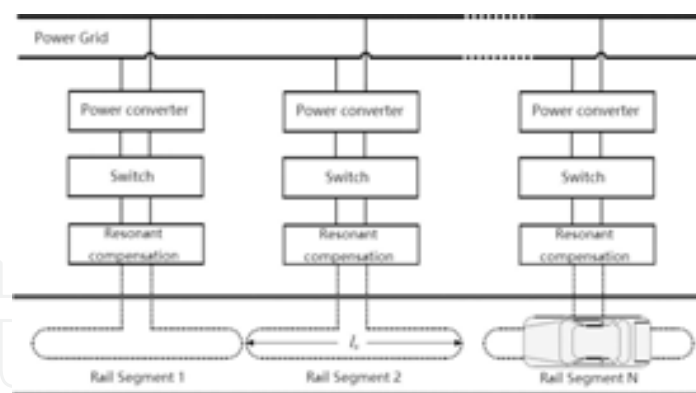 Power Grid
Power converter
Power converter
Power converter
Switch
Switch
Switch
Resonant
compensation
Resonant
compensation
Resonant
compensation
Rail Segment 1
Rail Segment 2
Rail Segment N